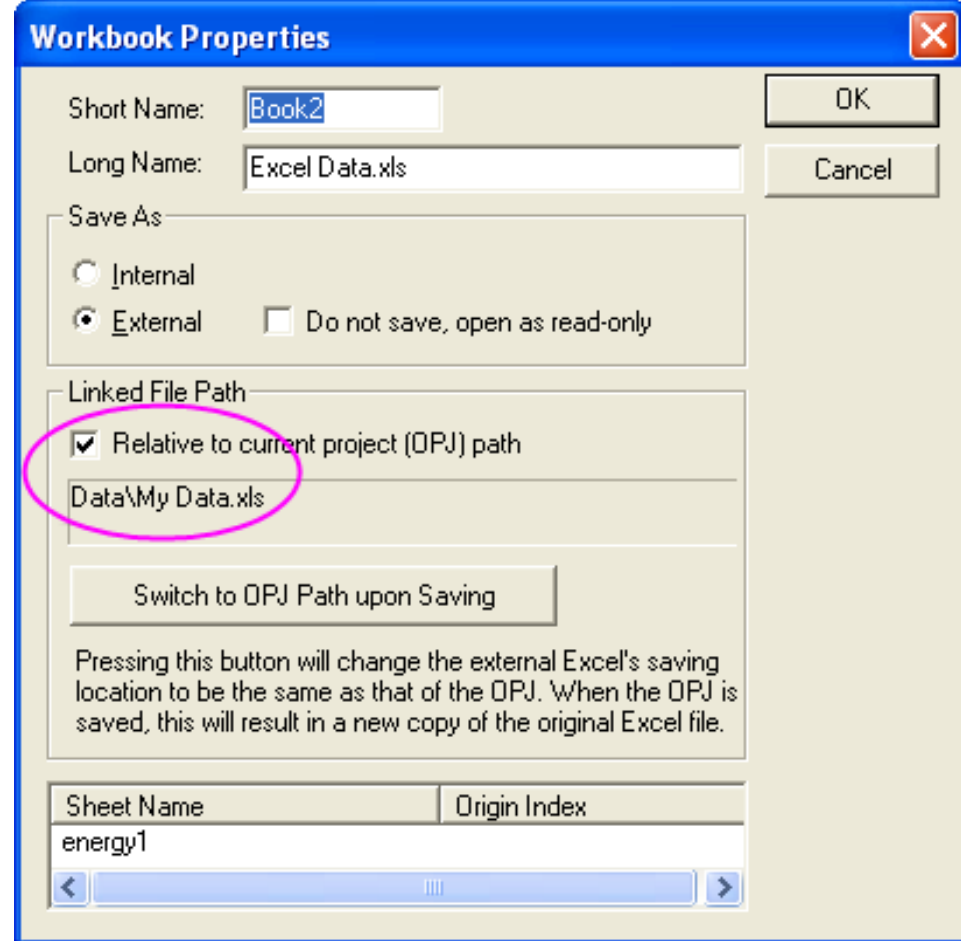 Workbook Properties
Short Name: Book2
OK
Long Name: Excel Data.xls
Cancel
Save As
Internal
External Do not save, open as read-only
Linked File Path
Relative to current project (OPJ) path
Data\My Data.xls
Switch to OPJ Path upon Saving
Pressing this button will change the external Excel's saving
location to be the same as that of the OPJ. When the OPJ is
saved, this will result in a new copy of the original Excel file.
Sheet Name Origin Index
energy1